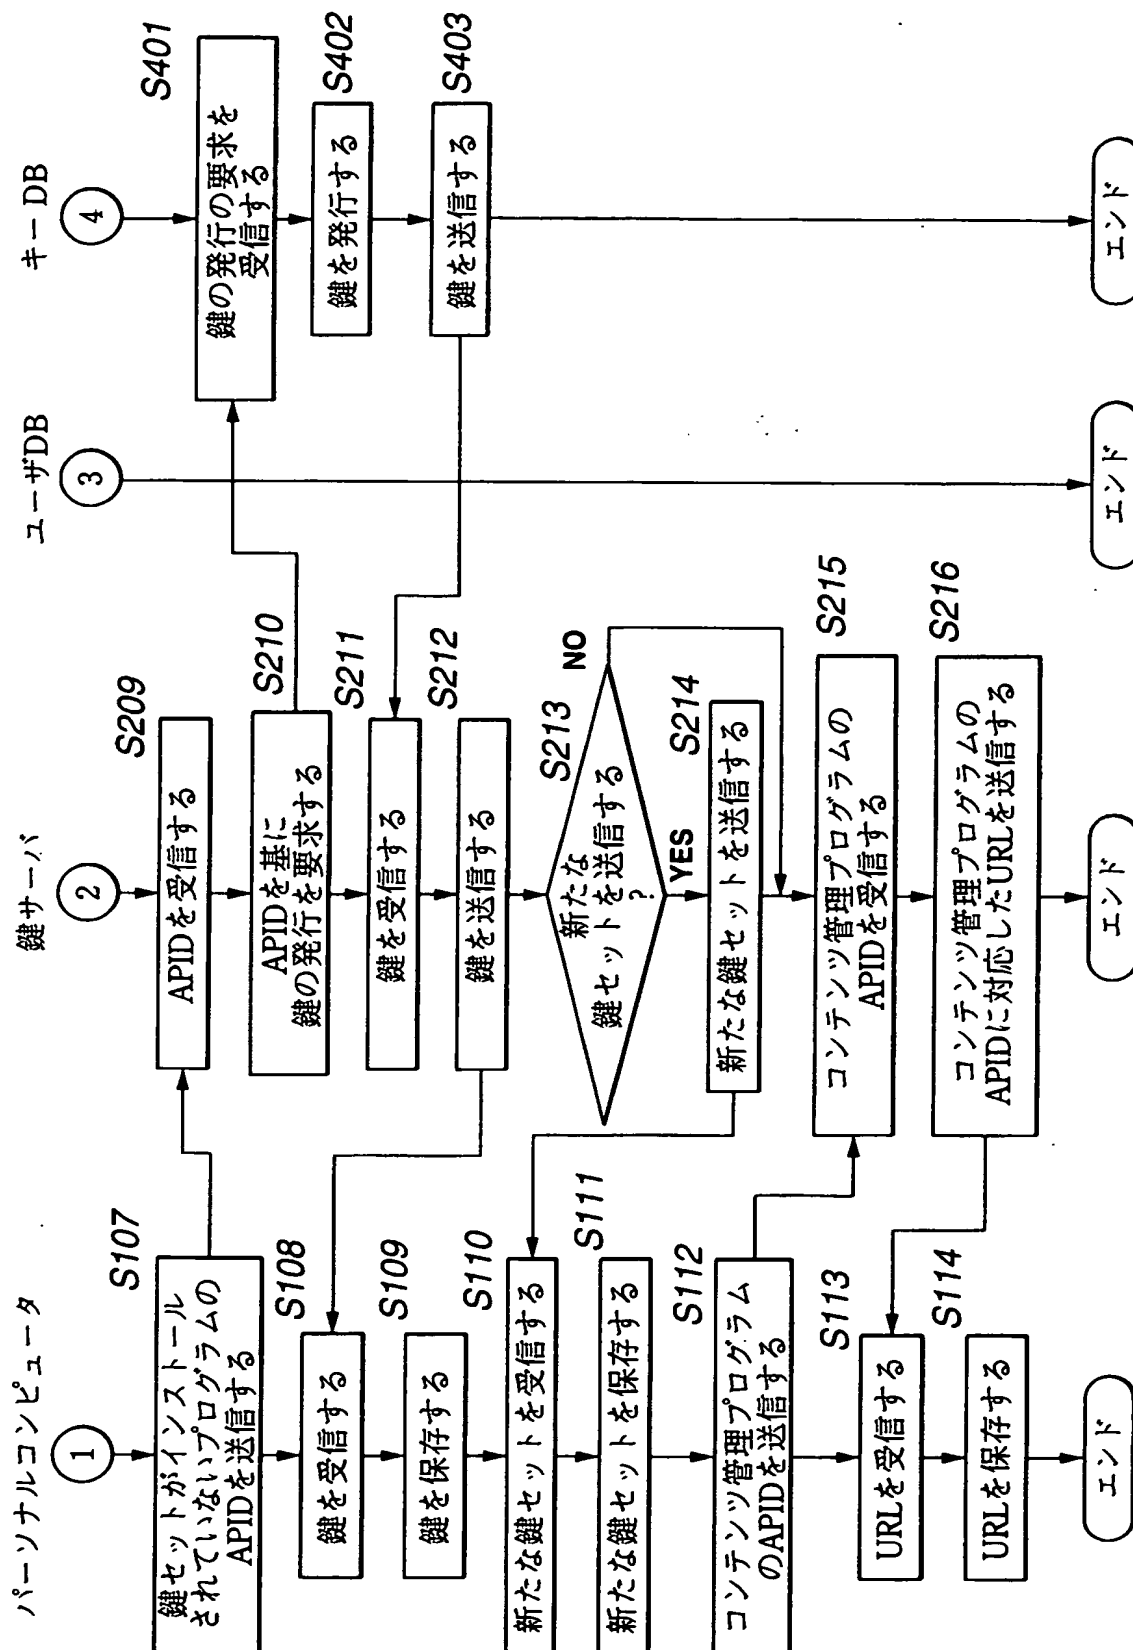 パーソナルコンピュータ
1
S107
鍵セットがインストール
されていないプログラムの
APIDを送信する
S108
鍵を受信する
S109
鍵を保存する
S110
新たな鍵セットを受信する
S111
新たな鍵セットを保存する
S112
コンテンツ管理プログラム
のAPIDを送信する
S113
URLを受信する
S114
URLを保存する
エンド
鍵サーバ
2
S209
APIDを受信する
S210
APIDを基に
鍵の発行を要求する
S211
鍵を受信する
S212
鍵を送信する
S213
新たな
鍵セットを送信する
?
NO
YES
S214
新たな鍵セットを送信する
S215
コンテンツ管理プログラムの
APIDを受信する
S216
コンテンツ管理プログラムの
APIDに対応したURLを送信する
エンド
ユーザDB
3
エンド
キーDB
4
S401
鍵の発行の要求を
受信する
S402
鍵を発行する
S403
鍵を送信する
エンド